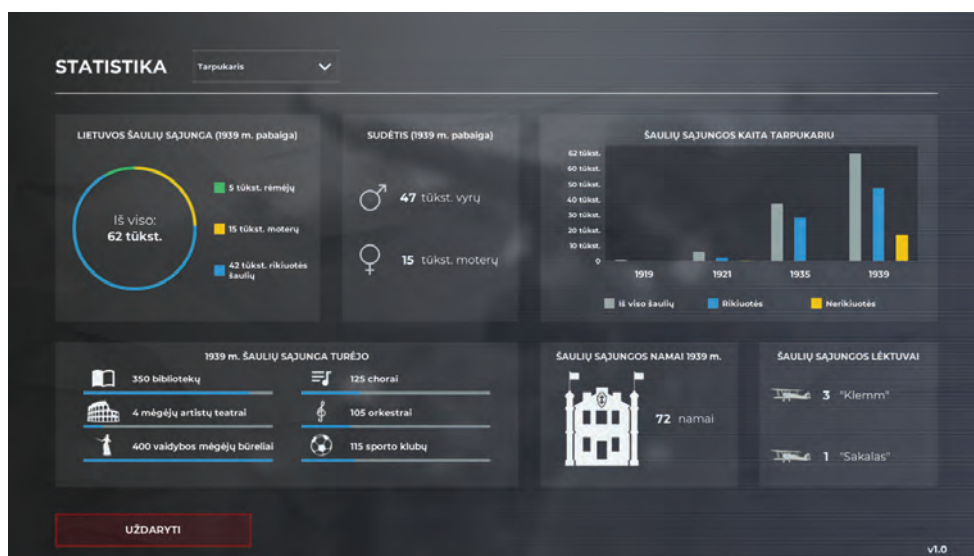 STATISTIKA
Tarpukaris
LIETUVOS ŠAULIŲ SĄJUNGA (1939 m. pabaiga)
Iš viso:
62 tūkst.
5 tūkst. rėmėjų
15 tūkst. moterų
42 tūkst. rikiuotės
šaulių
SUDĖTIS (1939 m. pabaiga)
47 tūkst. vyrų
15 tūkst. moterų
ŠAULIŲ SĄJUNGOS KAITA TARPUKARIU
62 tūkst.
60 tūkst.
50 tūkst.
40 tūkst.
30 tūkst.
20 tūkst.
10 tūkst.
0
1919 1921 1935 1939
Iš viso šaulių Rikiuotės Nerikiuotės
1939 m. ŠAULIŲ SĄJUNGA TURĖJO
350 bibliotekų
4 mėgėjų artistų teatrai
400 vaidybos mėgėjų būreliai
125 chorai
105 orkestrai
115 sporto klubų
ŠAULIŲ SĄJUNGOS NAMAI 1939 m.
72 namai
ŠAULIŲ SĄJUNGOS LĖKTUVAI
3 "Klemm"
1 "Sakalas"
UŽDARYTI
v1.0